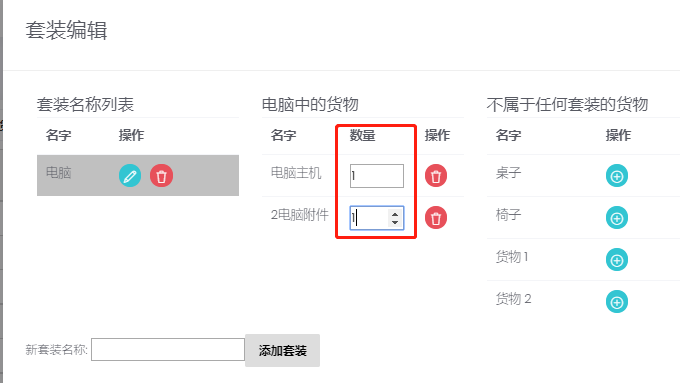 套装编辑
套装名称列表
名字 操作
电脑
电脑中的货物
名字 数量 操作
电脑主机 1
2电脑附件 1
不属于任何套装的货物
名字 操作
桌子
椅子
货物 1
货物 2
新套装名称: 添加套装